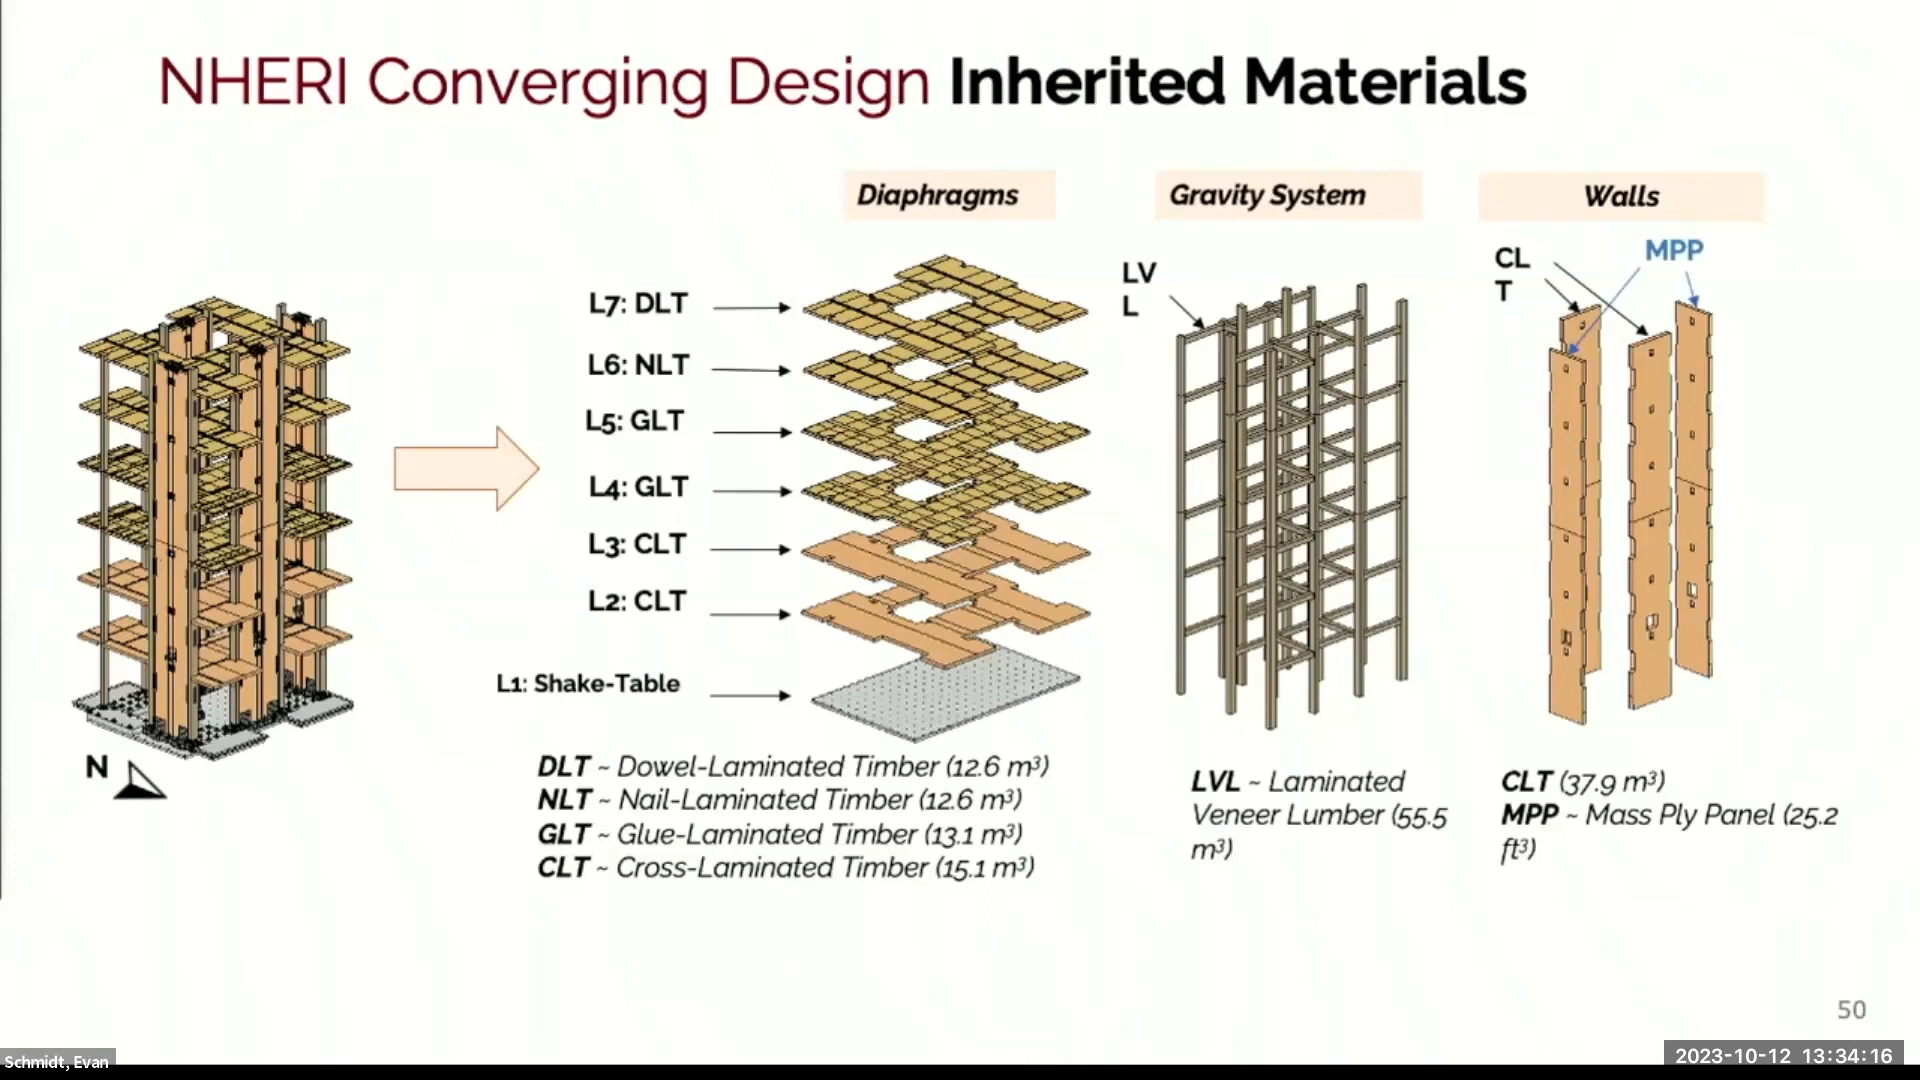 NHERI Converging Design Inherited Materials
Diaphragms
Gravity System
Walls
L7: DLT
L6: NLT
L5: GLT
L4: GLT
L3: CLT
L2: CLT
L1: Shake-Table
LV
L
CL
T
MPP
N
DLT ~ Dowel-Laminated Timber (12.6 m³)
NLT ~ Nail-Laminated Timber (12.6 m³)
GLT ~ Glue-Laminated Timber (13.1 m³)
CLT ~ Cross-Laminated Timber (15.1 m³)
LVL ~ Laminated
Veneer Lumber (55.5
m³)
CLT (37.9 m³)
MPP ~ Mass Ply Panel (25.2
ft³)
50
Schmidt, Evan
2023-10-12 13:34:16